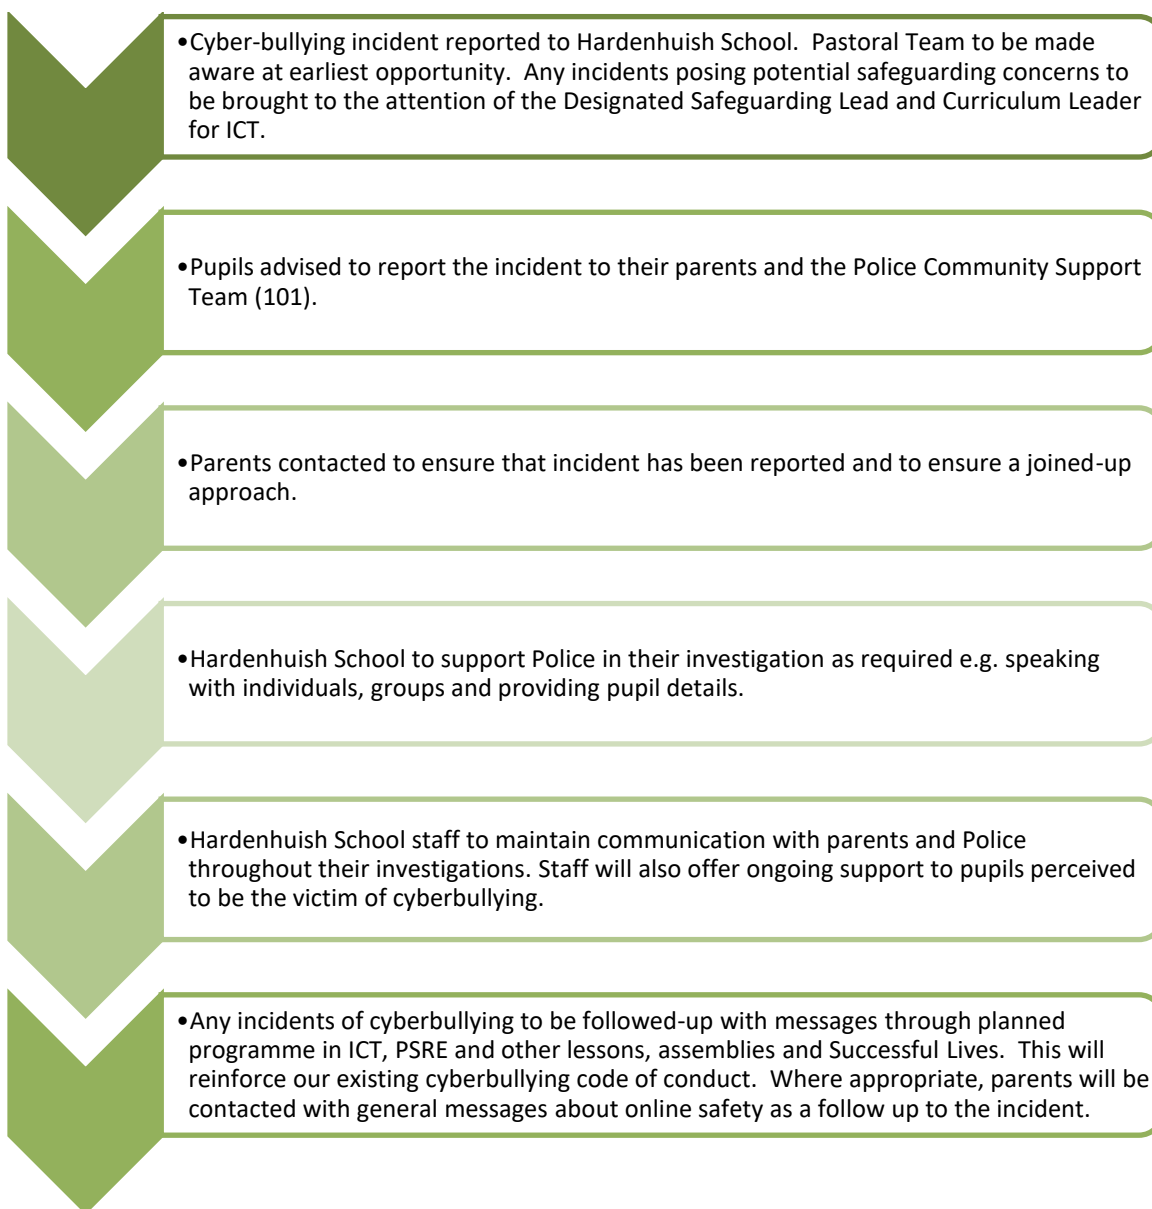 •Cyber-bullying incident reported to Hardenhuish School.  Pastoral Team to be made
aware at earliest opportunity.  Any incidents posing potential safeguarding concerns to
be brought to the attention of the Designated Safeguarding Lead and Curriculum Leader
for ICT.
•Pupils advised to report the incident to their parents and the Police Community Support
Team (101).
•Parents contacted to ensure that incident has been reported and to ensure a joined-up
approach.
•Hardenhuish School to support Police in their investigation as required e.g. speaking
with individuals, groups and providing pupil details.
•Hardenhuish School staff to maintain communication with parents and Police
throughout their investigations. Staff will also offer ongoing support to pupils perceived
to be the victim of cyberbullying.
•Any incidents of cyberbullying to be followed-up with messages through planned
programme in ICT, PSRE and other lessons, assemblies and Successful Lives.  This will
reinforce our existing cyberbullying code of conduct.  Where appropriate, parents will be
contacted with general messages about online safety as a follow up to the incident.